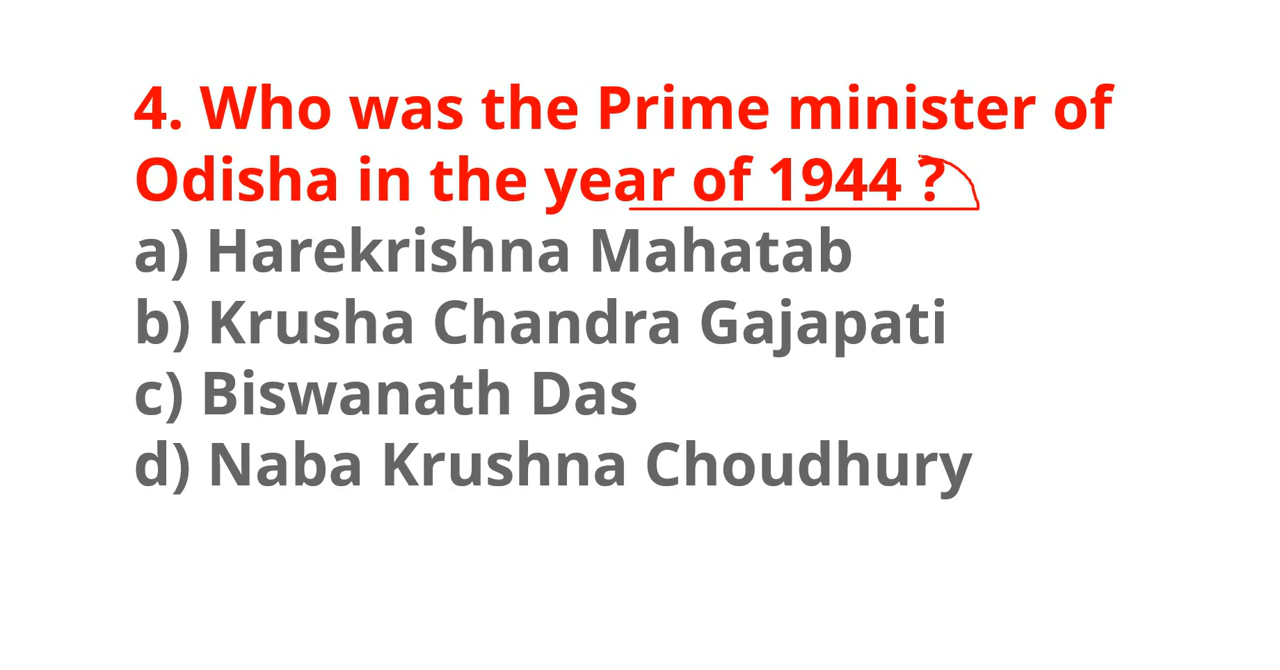 4. Who was the Prime minister of
Odisha in the year of 1944 ?
a) Harekrishna Mahatab
b) Krusha Chandra Gajapati
c) Biswanath Das
d) Naba Krushna Choudhury